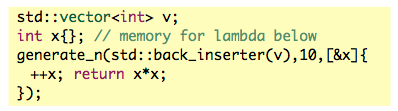 std::vector<int> v;
int x{}; // memory for lambda below
generate_n(std::back_inserter(v),10,[&x]{
  ++x; return x*x;
});